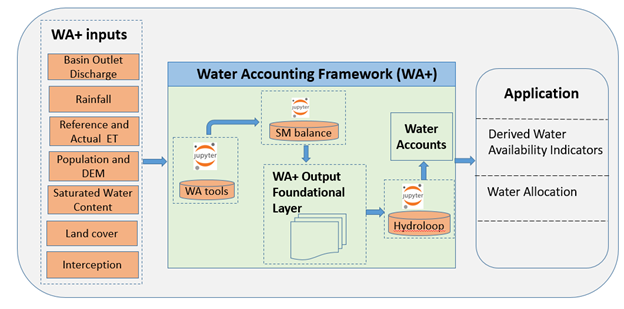 WA+ inputs
Basin Outlet
Discharge
Rainfall
Reference and
Actual ET
Population and
DEM
Saturated Water
Content
Land cover
Interception
Water Accounting Framework (WA+)
jupyter
WA tools
jupyter
SM balance
WA+ Output
Foundational
Layer
Water
Accounts
jupyter
Hydroloop
Application
Derived Water
Availability Indicators
Water Allocation